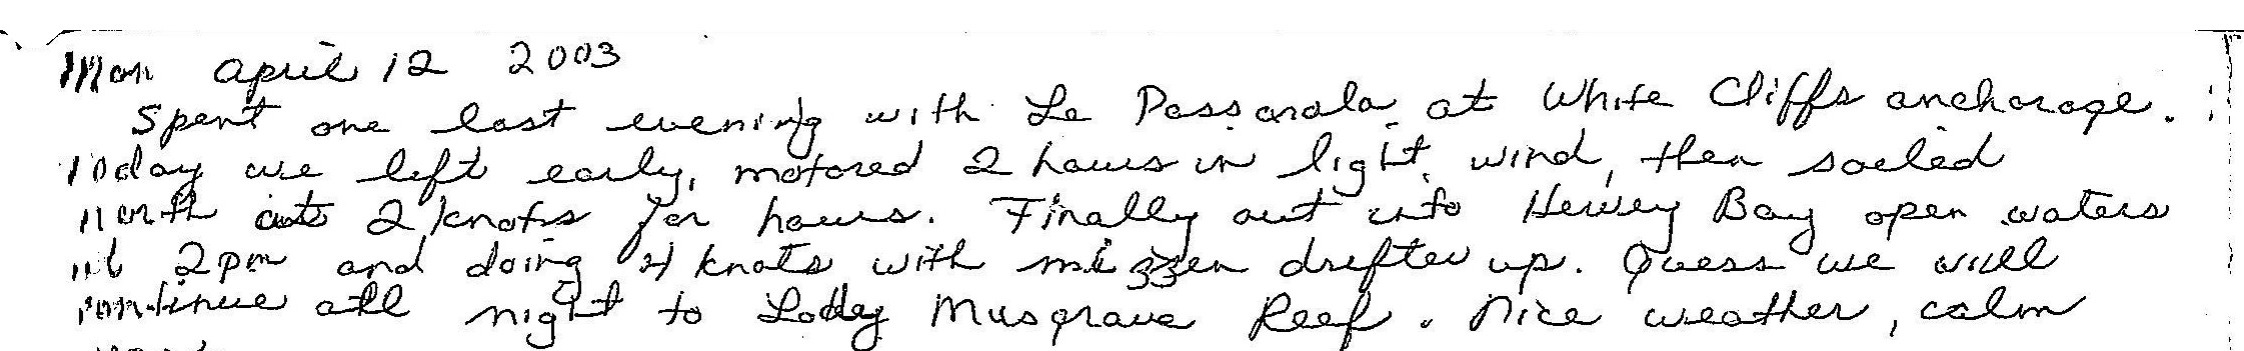 Mon April 12 2003
Spent one last evening with La Passarola at White Cliffs anchorage.
Today we left early, motored 2 hours in light wind, then sailed
north at 2 knots for hours. Finally out into Hervey Bay open waters
at 2pm and doing 4 knots with mizzen drifter up. Guess we will
continue all night to Lady Musgrave Reef. Nice weather, calm